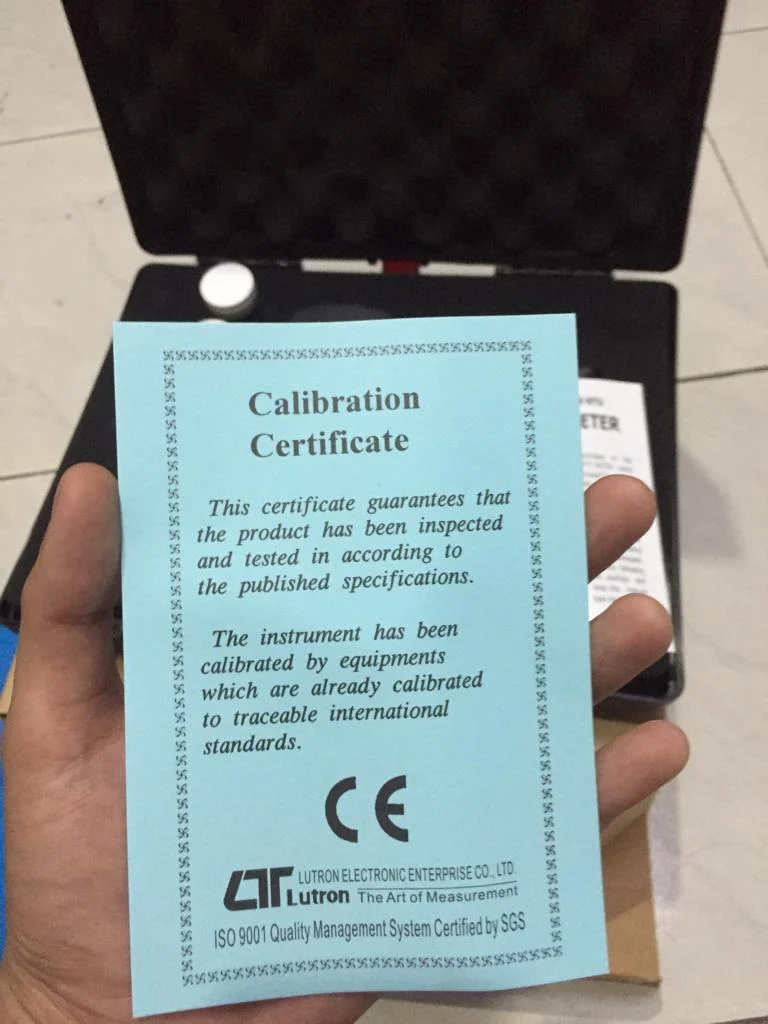 Calibration
Certificate
This certificate guarantees that
the product has been inspected
and tested in according to
the published specifications.
The instrument has been
calibrated by equipments
which are already calibrated
to traceable international
standards.
CE
LUTRON ELECTRONIC ENTERPRISE CO., LTD.
Lutron The Art of Measurement
ISO 9001 Quality Management System Certified by SGS
ETER